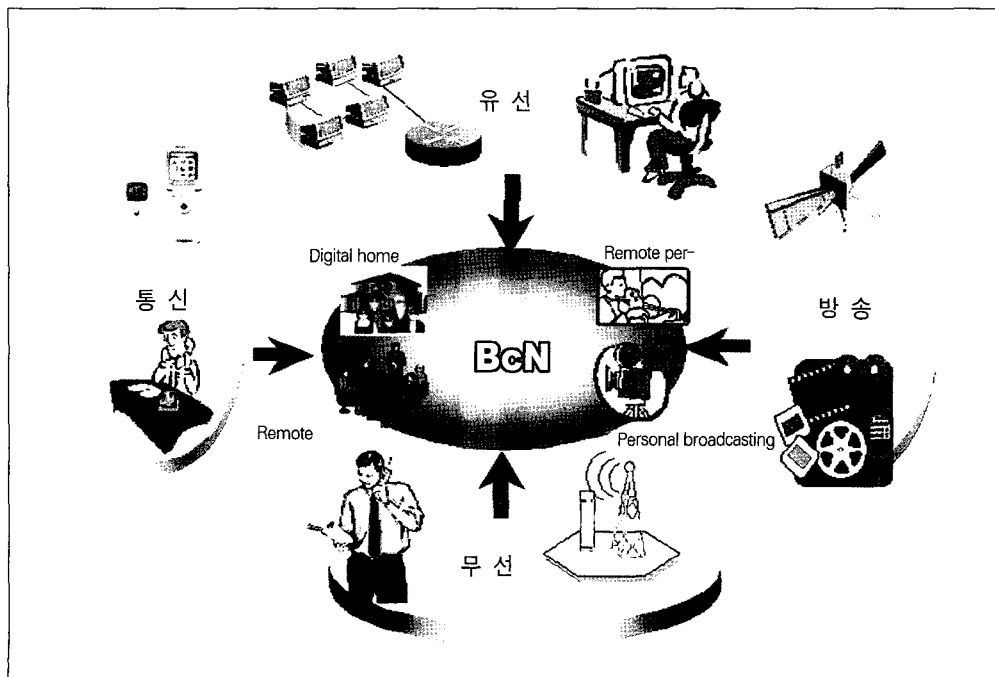 유 선
Digital home
Remote per-
통 신
방 송
BcN
Remote
Personal broadcasting
무 선